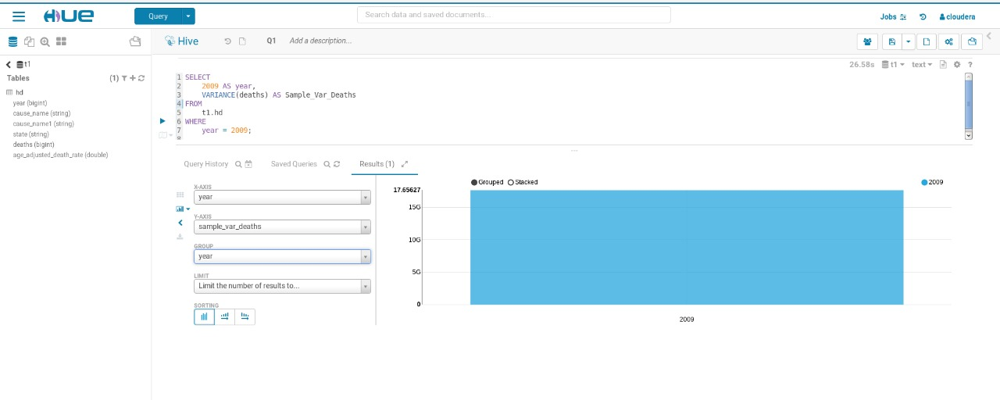 HUE
Query
Search data and saved documents...
Jobs
cloudera
Hive
Q1
Add a description...
t1
Tables
(1)
hd
year (bigint)
cause_name (string)
cause_name1 (string)
state (string)
deaths (bigint)
age_adjusted_death_rate (double)
26.58s
t1
text
?
1 SELECT
2 2009 AS year,
3 VARIANCE(deaths) AS Sample_Var_Deaths
4 FROM
5 t1.hd
6 WHERE
7 year = 2009;
8
...
Query History
Saved Queries
Results (1)
X-AXIS
year
Y-AXIS
sample_var_deaths
GROUP
year
LIMIT
Limit the number of results to...
SORTING
Grouped
Stacked
2009
17.65627
15G
10G
5G
0
2009